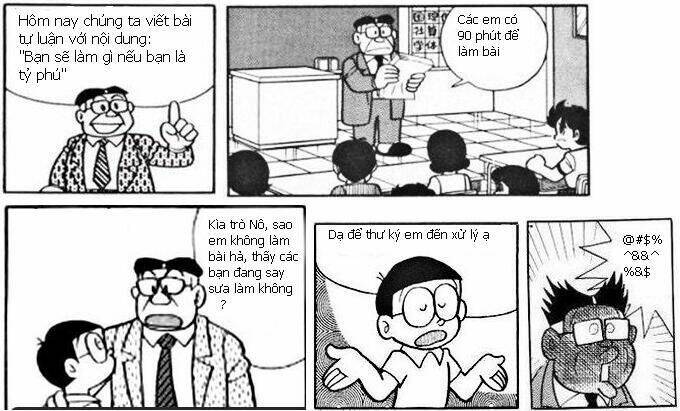 Hôm nay chúng ta viết bài
tự luận với nội dung:
"Bạn sẽ làm gì nếu bạn là
tỷ phú"
Các em có
90 phút để
làm bài
Kìa trò Nô, sao
em không làm
bài hả, thấy các
bạn đang say
sưa làm không
?
Dạ để thư ký em đến xử lý ạ
@#$%
^&&^
%&$